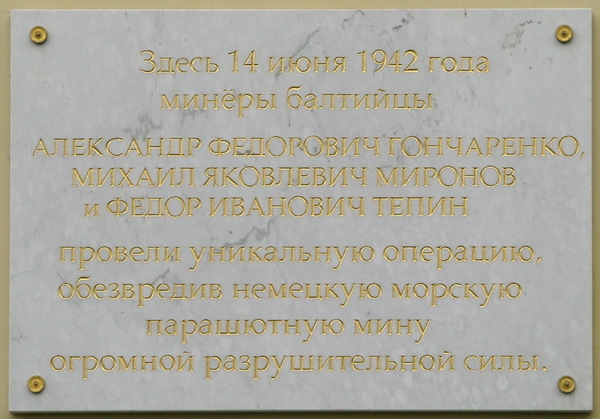 Здесь 14 июня 1942 года
минёры балтийцы
АЛЕКСАНДР ФЕДОРОВИЧ ГОНЧАРЕНКО,
МИХАИЛ ЯКОВЛЕВИЧ МИРОНОВ
и ФЕДОР ИВАНОВИЧ ТЕПИН
провели уникальную операцию,
обезвредив немецкую морскую
парашютную мину
огромной разрушительной силы.